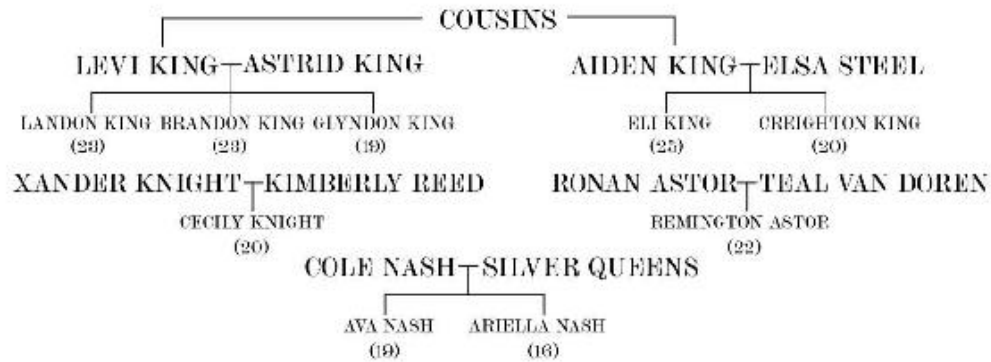 COUSINS
LEVI KING ASTRID KING AIDEN KING ELSA STEEL
LANDON KING BRANDON KING GLYNDON KING ELI KING CREIGHTON KING
(23) (23) (19) (25) (20)
XANDER KNIGHT KIMBERLY REED RONAN ASTOR TEAL VAN DOREN
CECILY KNIGHT REMINGTON ASTOR
(20) (22)
COLE NASH SILVER QUEENS
AVA NASH ARIELLA NASH
(19) (16)